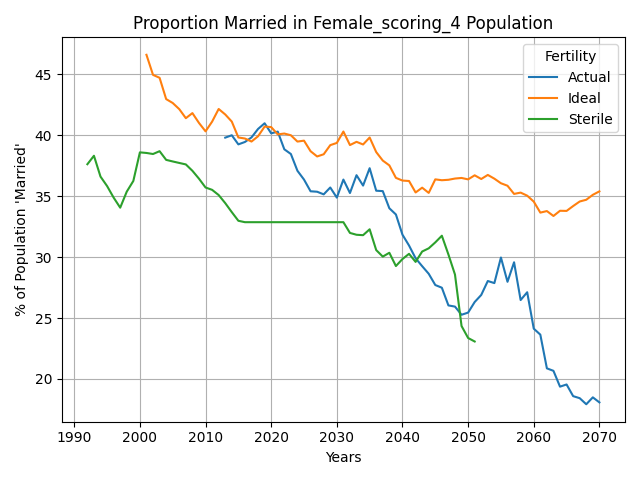 Proportion Married in Female_scoring_4 Population
Fertility
Actual
Ideal
Sterile
% of Population 'Married'
45
40
35
30
25
20
1990 2000 2010 2020 2030 2040 2050 2060 2070
Years